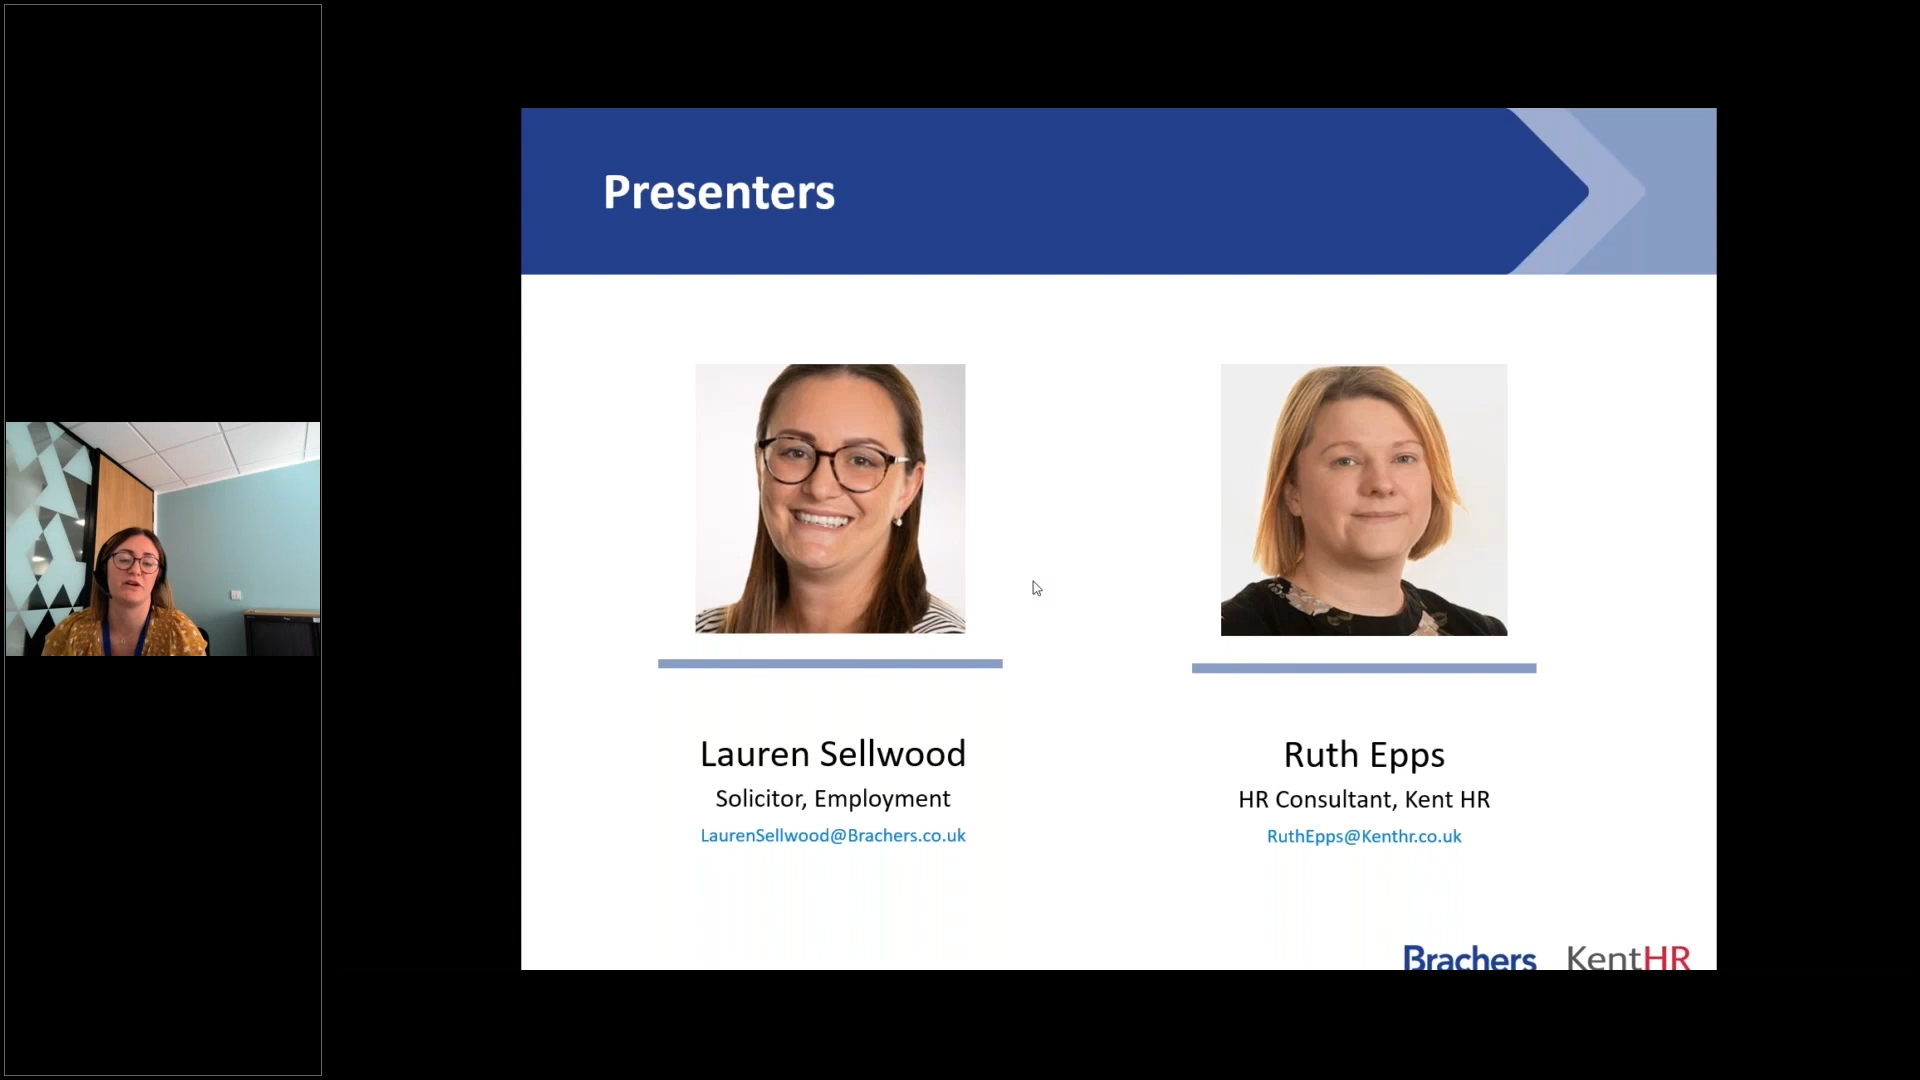 Presenters
Lauren Sellwood
Solicitor, Employment
LaurenSellwood@Brachers.co.uk
Ruth Epps
HR Consultant, Kent HR
RuthEpps@Kenthr.co.uk
Brachers KentHR